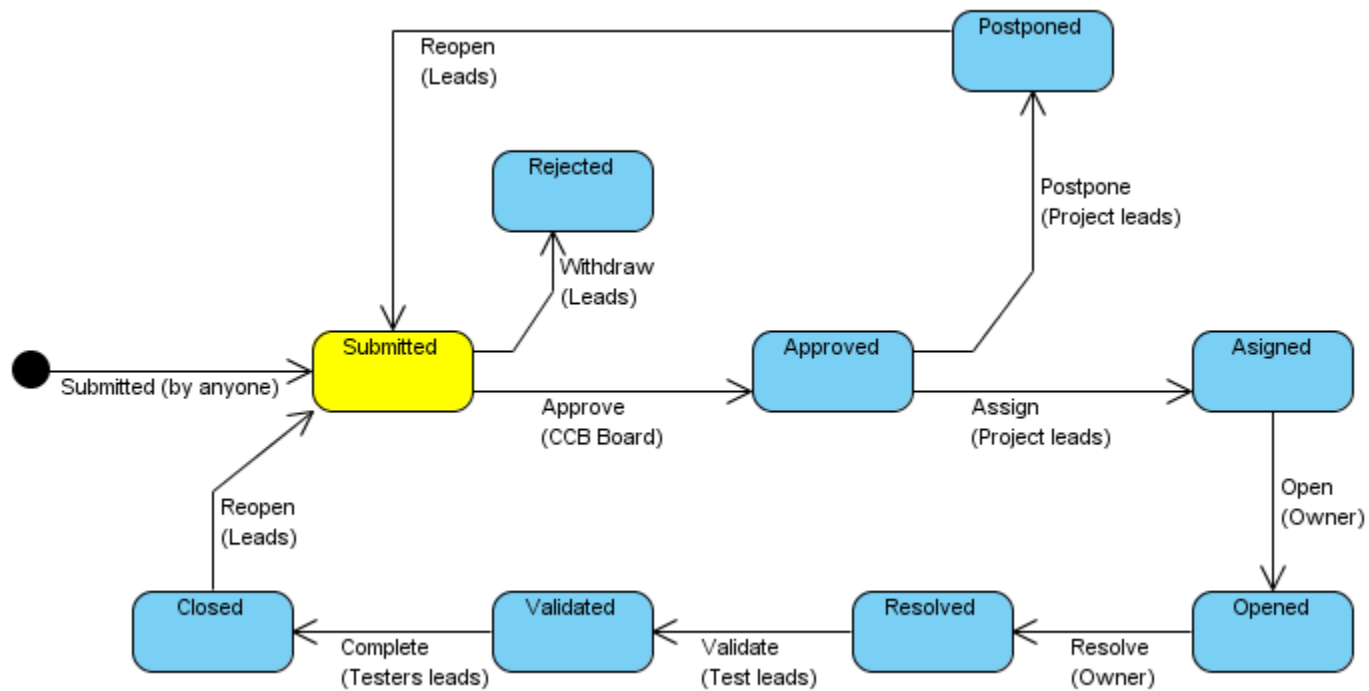 Postponed
Reopen
(Leads)
Rejected
Postpone
(Project leads)
Withdraw
(Leads)
Submitted
Approved
Asigned
Submitted (by anyone)
Approve
(CCB Board)
Assign
(Project leads)
Open
(Owner)
Reopen
(Leads)
Closed
Validated
Resolved
Opened
Complete
(Testers leads)
Validate
(Test leads)
Resolve
(Owner)